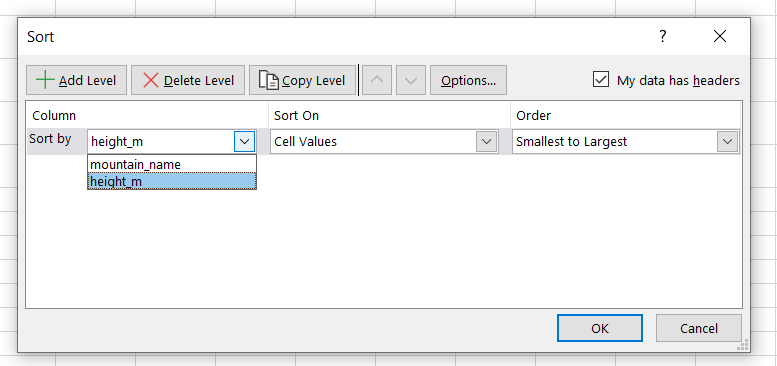 Sort ?
Add Level Delete Level Copy Level Options... My data has headers
Column Sort On Order
Sort by height_m Cell Values Smallest to Largest
mountain_name
height_m
OK Cancel